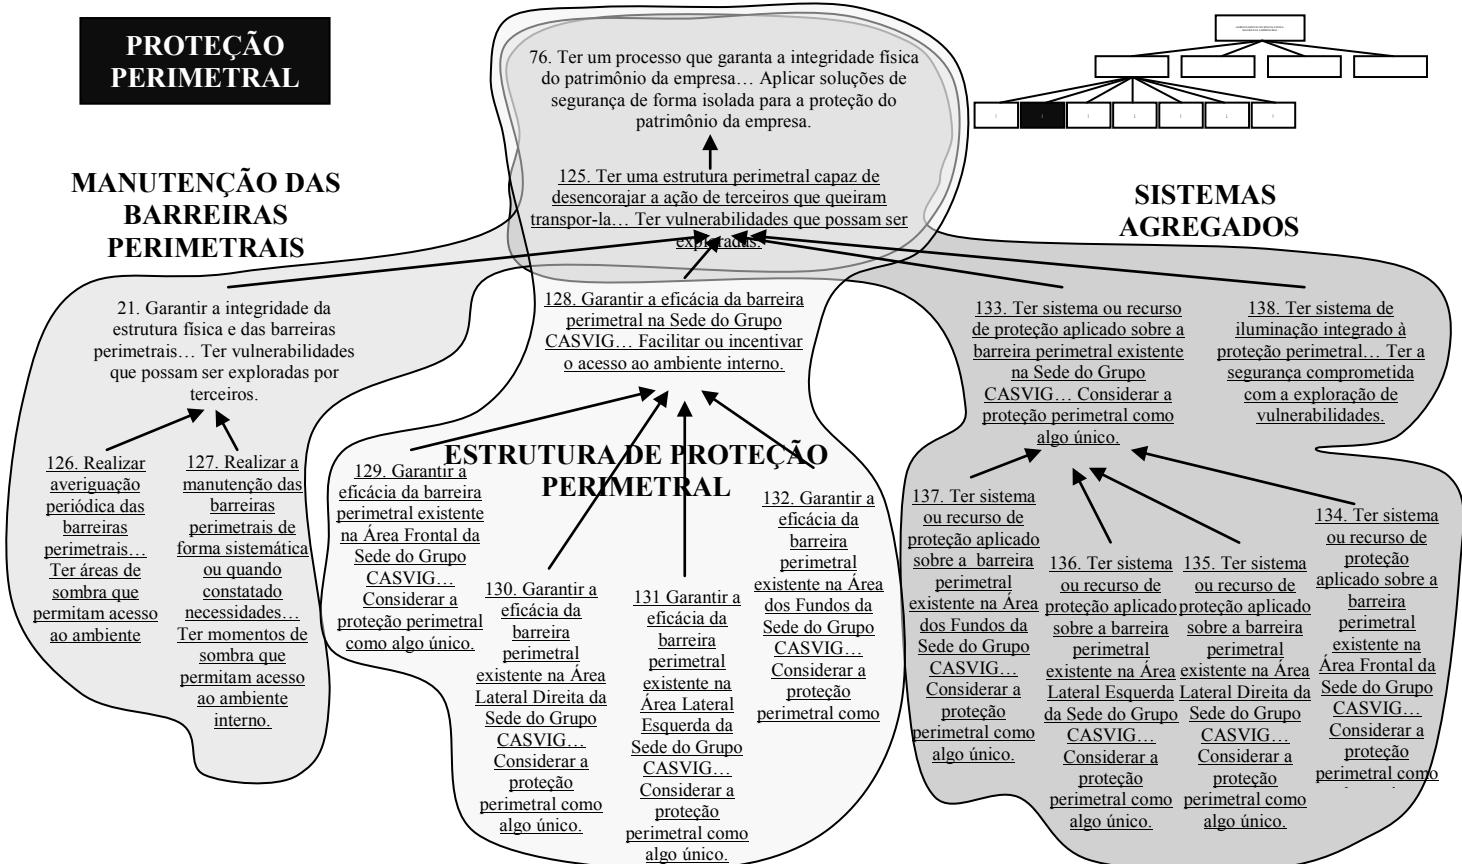 PROTEÇÃO
PERIMETRAL
76. Ter um processo que garanta a integridade física
do patrimônio da empresa… Aplicar soluções de
segurança de forma isolada para a proteção do
patrimônio da empresa.
125. Ter uma estrutura perimetral capaz de
desencorajar a ação de terceiros que queiram
transpor-la… Ter vulnerabilidades que possam ser
exploradas.
MANUTENÇÃO DAS
BARREIRAS
PERIMETRAIS
SISTEMAS
AGREGADOS
21. Garantir a integridade da
estrutura física e das barreiras
perimetrais… Ter vulnerabilidades
que possam ser exploradas por
terceiros.
128. Garantir a eficácia da barreira
perimetral na Sede do Grupo
CASVIG… Facilitar ou incentivar
o acesso ao ambiente interno.
133. Ter sistema ou recurso
de proteção aplicado sobre a
barreira perimetral existente
na Sede do Grupo
CASVIG… Considerar a
proteção perimetral como
algo único.
138. Ter sistema de
iluminação integrado à
proteção perimetral… Ter a
segurança comprometida
com a exploração de
vulnerabilidades.
126. Realizar
averiguação
periódica das
barreiras
perimetrais…
Ter áreas de
sombra que
permitam acesso
ao ambiente
127. Realizar a
manutenção das
barreiras
perimetrais de
forma sistemática
ou quando
constatado
necessidades…
Ter momentos de
sombra que
permitam acesso
ao ambiente
interno.
ESTRUTURA DE PROTEÇÃO
PERIMETRAL
129. Garantir a
eficácia da barreira
perimetral existente
na Área Frontal da
Sede do Grupo
CASVIG…
Considerar a
proteção perimetral
como algo único.
130. Garantir a
eficácia da
barreira
perimetral
existente na Área
Lateral Direita da
Sede do Grupo
CASVIG…
Considerar a
proteção
perimetral como
algo único.
131 Garantir a
eficácia da
barreira
perimetral
existente na
Área Lateral
Esquerda da
Sede do Grupo
CASVIG…
Considerar a
proteção
perimetral como
algo único.
132. Garantir a
eficácia da
barreira
perimetral
existente na Área
dos Fundos da
Sede do Grupo
CASVIG…
Considerar a
proteção
perimetral como
137. Ter sistema
ou recurso de
proteção aplicado
sobre a barreira
perimetral
existente na Área
dos Fundos da
Sede do Grupo
CASVIG…
Considerar a
proteção
perimetral como
algo único.
136. Ter sistema
ou recurso de
proteção aplicado
sobre a barreira
perimetral
existente na Área
Lateral Esquerda
da Sede do Grupo
CASVIG…
Considerar a
proteção
perimetral como
algo único.
135. Ter sistema
ou recurso de
proteção aplicado
sobre a barreira
perimetral
existente na Área
Lateral Direita da
Sede do Grupo
CASVIG…
Considerar a
proteção
perimetral como
algo único.
134. Ter sistema
ou recurso de
proteção
aplicado sobre a
barreira
perimetral
existente na
Área Frontal da
Sede do Grupo
CASVIG…
Considerar a
proteção
perimetral como